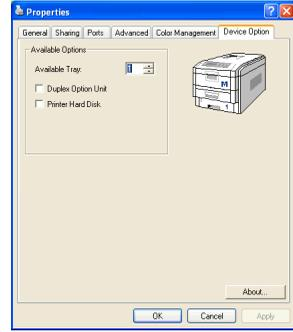 Properties
General Sharing Ports Advanced Color Management Device Option
Available Options
Available Tray: 1
Duplex Option Unit
Printer Hard Disk
M
1
About...
OK Cancel Apply